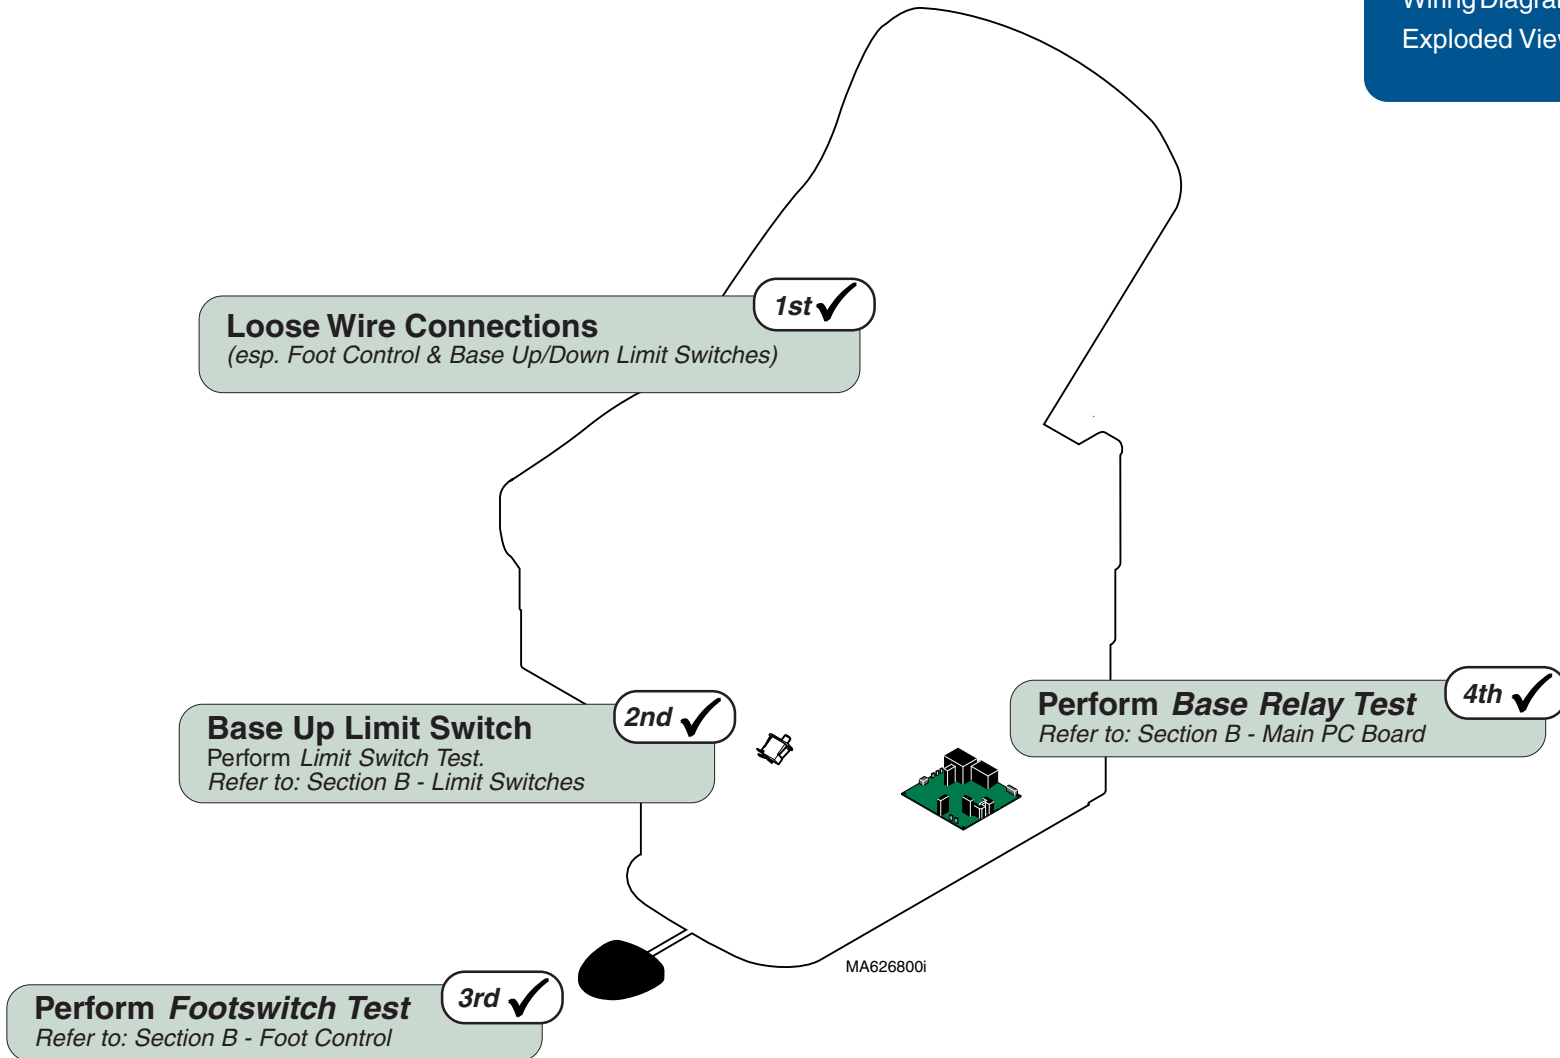 Exploded
Loose Wire Connections
(esp. Foot Control & Base Up/Down Limit Switches)
1st ✓
Base Up Limit Switch
Perform Limit Switch Test.
Refer to: Section B - Limit Switches
2nd ✓
Perform Base Relay Test
Refer to: Section B - Main PC Board
4th ✓
MA626800i
Perform Footswitch Test
Refer to: Section B - Foot Control
3rd ✓